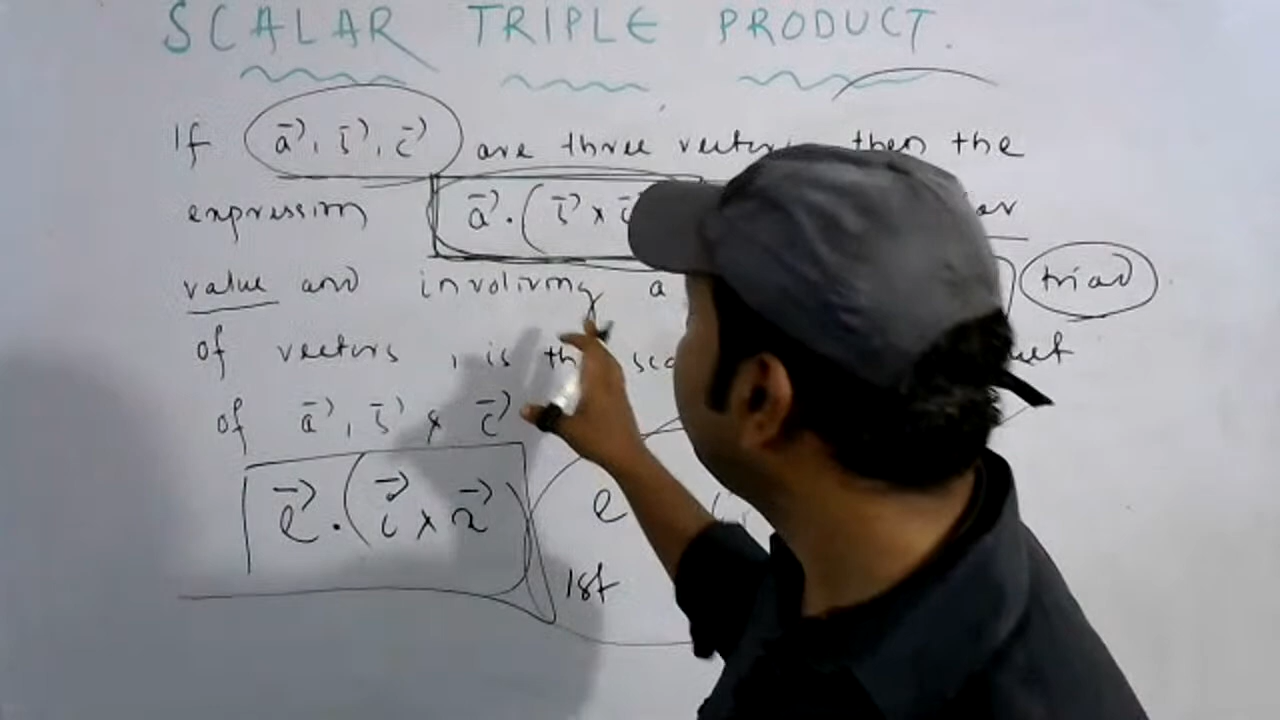 SCALAR TRIPLE PRODUCT.
If a⃗, b⃗, c⃗ are three vectors then the
expression a⃗ . ( b⃗ ×
value and involving a triad
of vectors , is the
of a⃗, b⃗ & c⃗
e⃗ . ( i⃗ × r⃗ ) e
1st